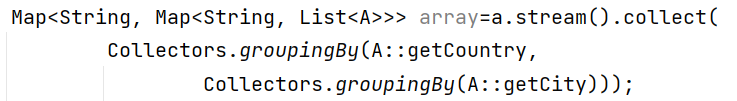 Map<String, Map<String, List<A>>> array=a.stream().collect(
Collectors.groupingBy(A::getCountry,
Collectors.groupingBy(A::getCity)));